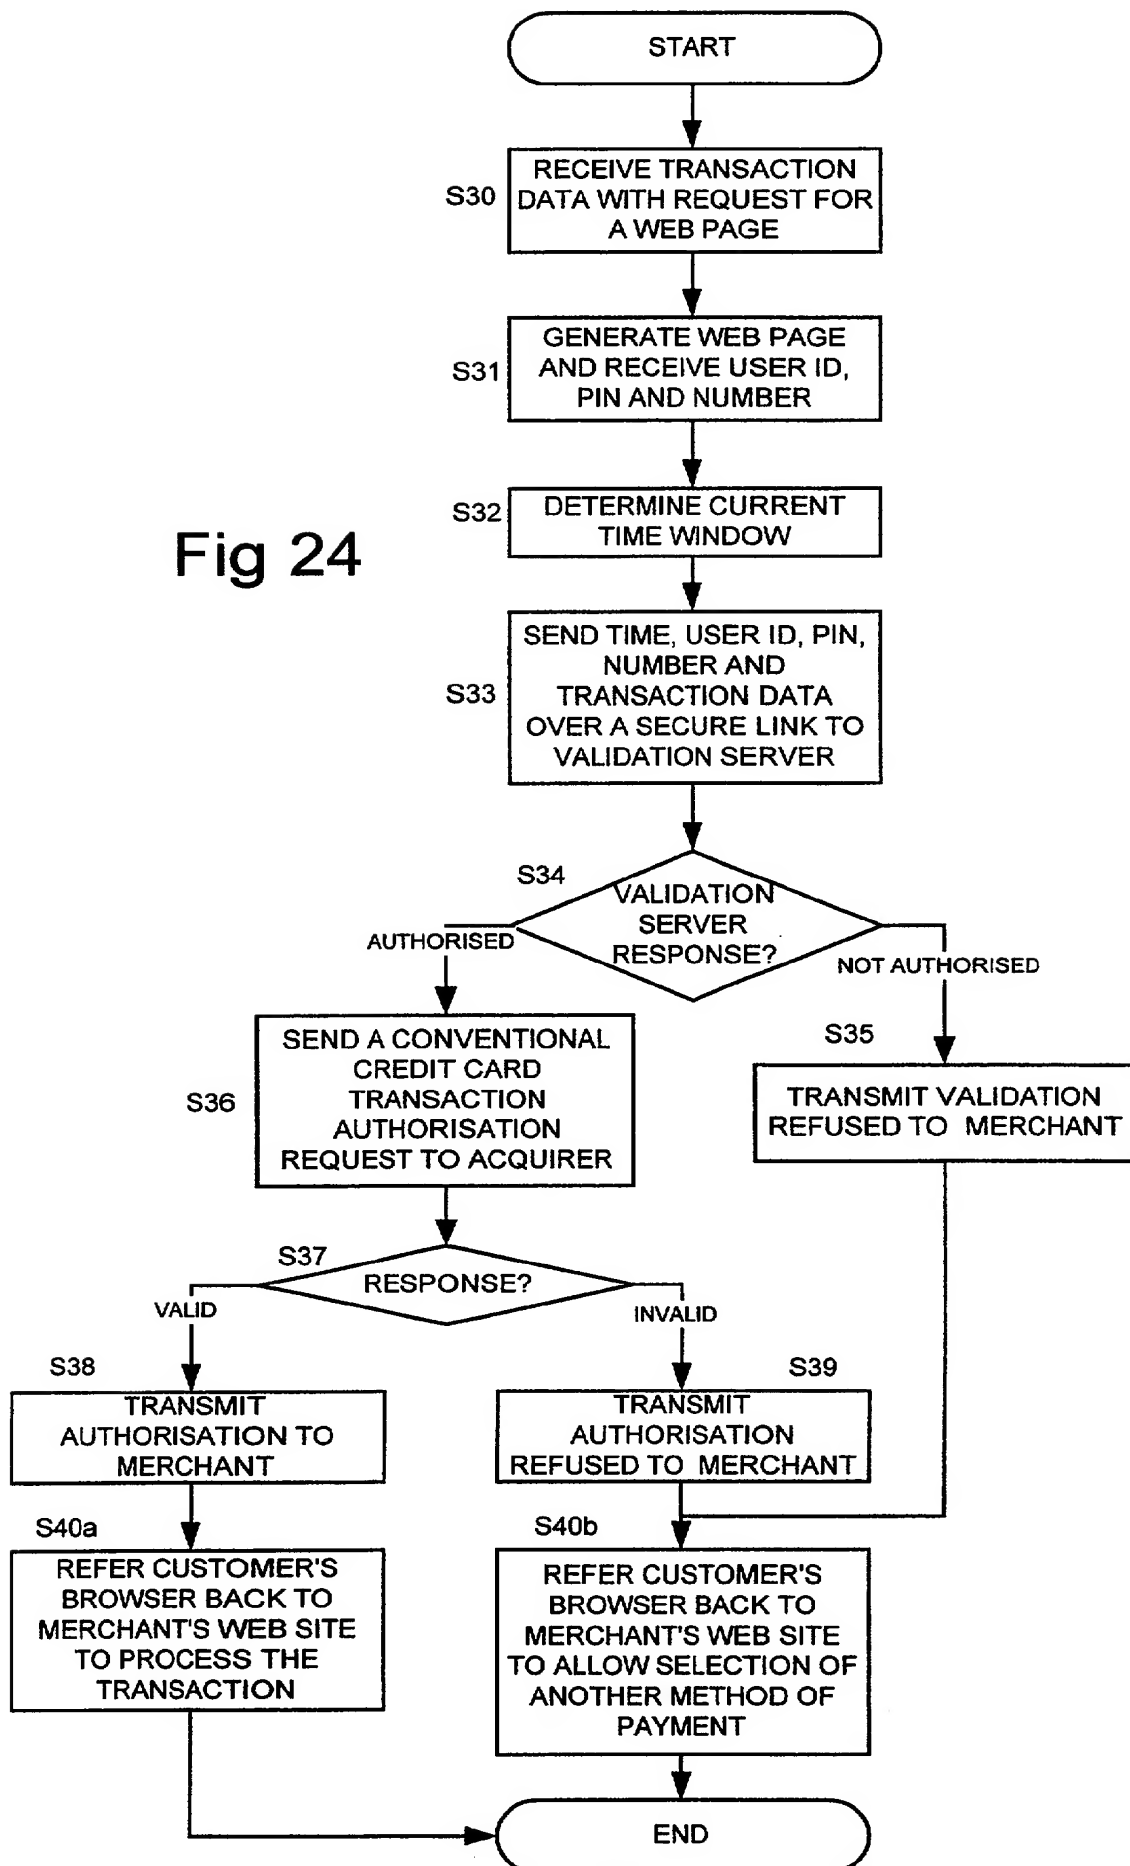 START
S30
RECEIVE TRANSACTION
DATA WITH REQUEST FOR
A WEB PAGE
S31
GENERATE WEB PAGE
AND RECEIVE USER ID,
PIN AND NUMBER
S32
DETERMINE CURRENT
TIME WINDOW
Fig 24
S33
SEND TIME, USER ID, PIN,
NUMBER AND
TRANSACTION DATA
OVER A SECURE LINK TO
VALIDATION SERVER
S34
VALIDATION
SERVER
RESPONSE?
AUTHORISED
NOT AUTHORISED
S36
SEND A CONVENTIONAL
CREDIT CARD
TRANSACTION
AUTHORISATION
REQUEST TO ACQUIRER
S35
TRANSMIT VALIDATION
REFUSED TO MERCHANT
S37
RESPONSE?
VALID
INVALID
S38
TRANSMIT
AUTHORISATION TO
MERCHANT
S39
TRANSMIT
AUTHORISATION
REFUSED TO MERCHANT
S40a
REFER CUSTOMER'S
BROWSER BACK TO
MERCHANT'S WEB SITE
TO PROCESS THE
TRANSACTION
S40b
REFER CUSTOMER'S
BROWSER BACK TO
MERCHANT'S WEB SITE
TO ALLOW SELECTION OF
ANOTHER METHOD OF
PAYMENT
END